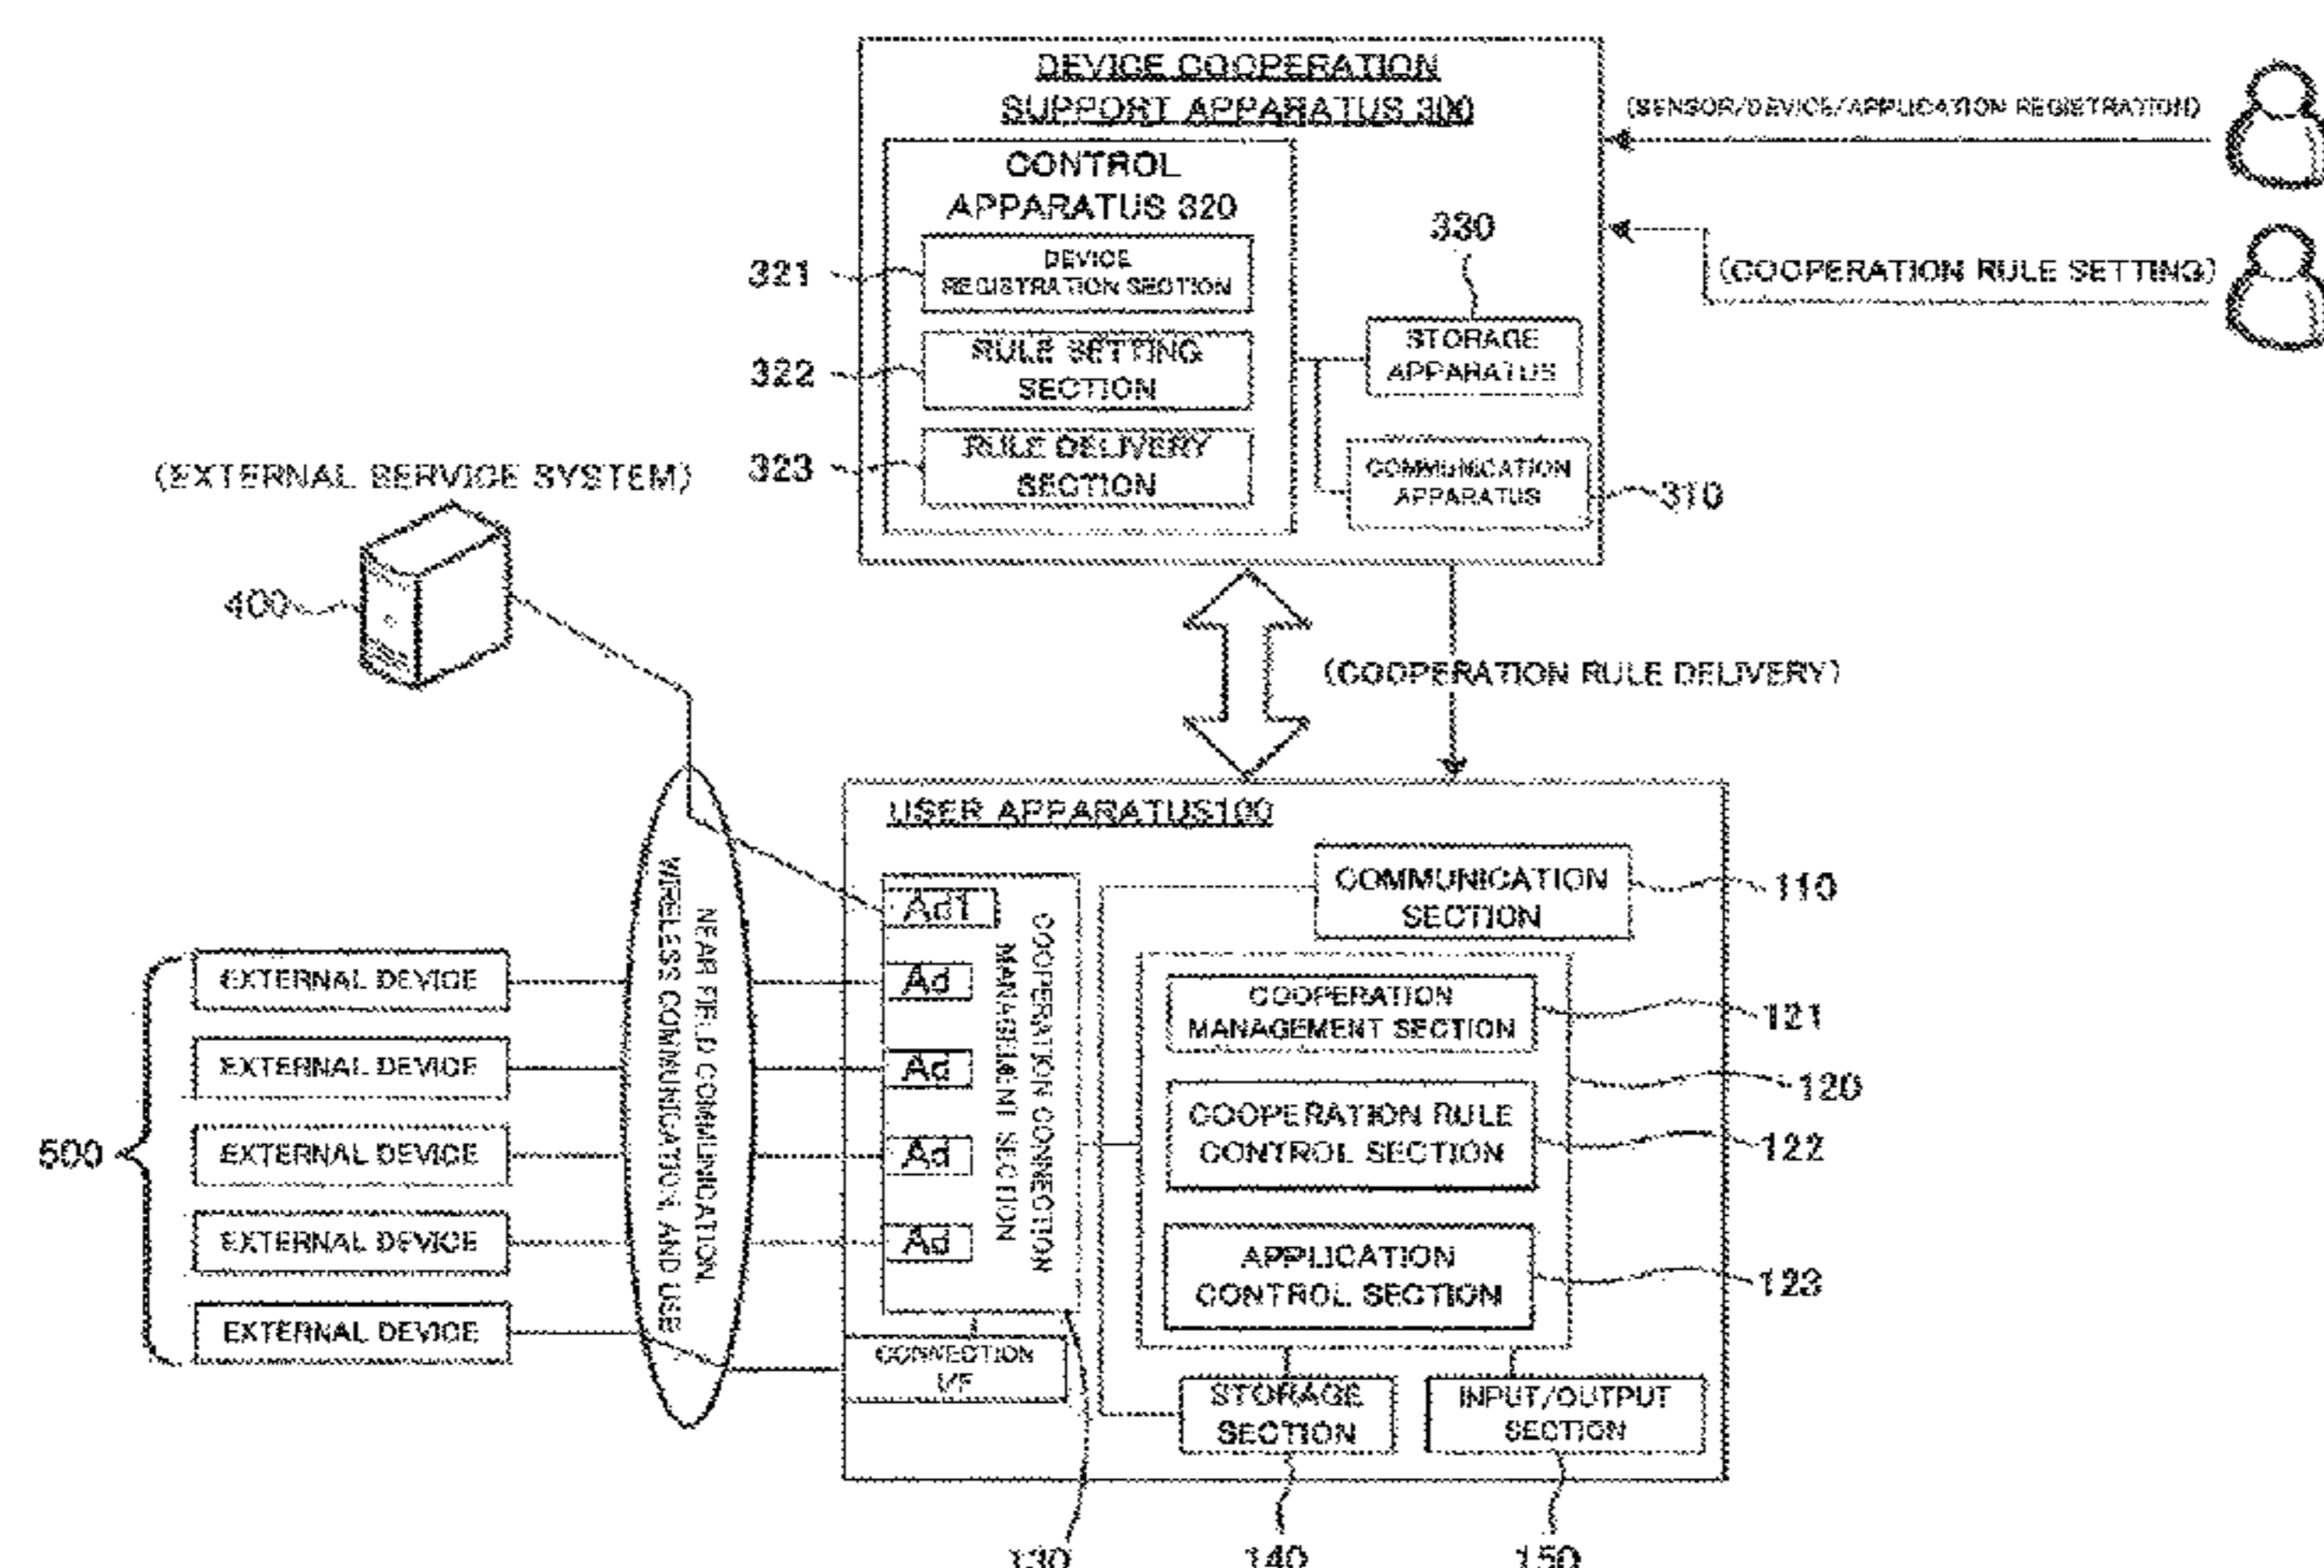 DEVICE COOPERATION
SUPPORT APPARATUS 300
(SENSOR/DEVICE/APPLICATION REGISTRATION)
CONTROL
APPARATUS 320
330
321
DEVICE
REGISTRATION SECTION
(COOPERATION RULE SETTING)
322
RULE SETTING
SECTION
STORAGE
APPARATUS
323
RULE DELIVERY
SECTION
COMMUNICATION
APPARATUS
310
(EXTERNAL SERVICE SYSTEM)
400
(COOPERATION RULE DELIVERY)
USER APPARATUS100
COMMUNICATION
SECTION
110
NEAR FIELD COMMUNICATION,
WIRELESS COMMUNICATION, AND USB
Ad1
Ad
Ad
Ad
Ad
COOPERATION CONNECTION
MANAGEMENT SECTION
500
EXTERNAL DEVICE
EXTERNAL DEVICE
EXTERNAL DEVICE
EXTERNAL DEVICE
EXTERNAL DEVICE
COOPERATION
MANAGEMENT SECTION
121
120
COOPERATION RULE
CONTROL SECTION
122
APPLICATION
CONTROL SECTION
123
CONNECTION
I/F
STORAGE
SECTION
INPUT/OUTPUT
SECTION
130
140
150